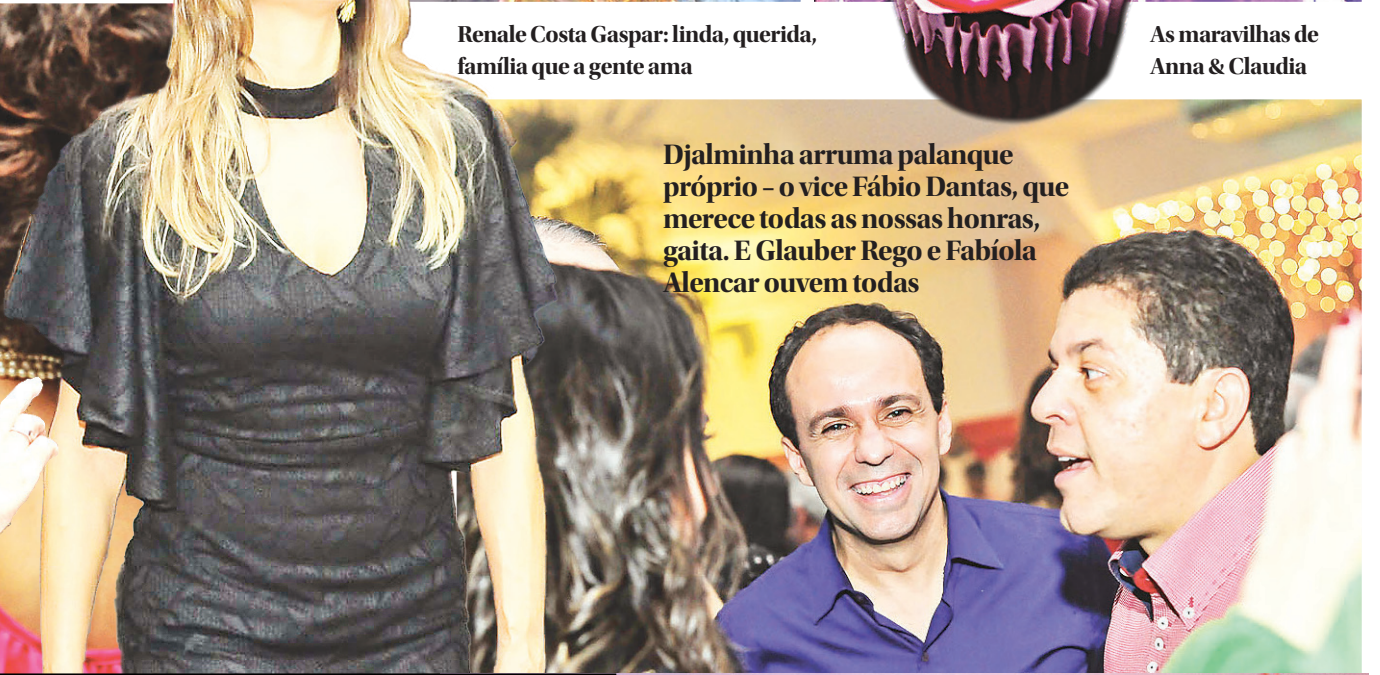 Renale Costa Gaspar: linda, querida,
família que a gente ama
As maravilhas de
Anna & Claudia
Djalminha arruma palanque
próprio – o vice Fábio Dantas, que
merece todas as nossas honras,
gaita. E Glauber Rego e Fabíola
Alencar ouvem todas